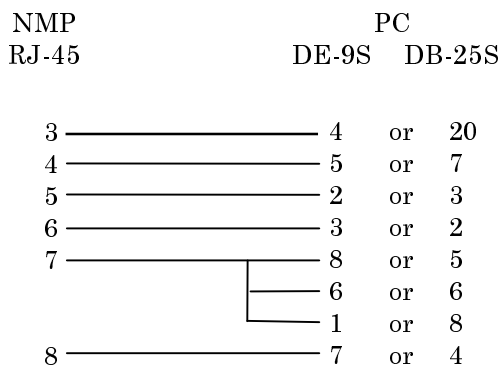 NMP PC
RJ-45 DE-9S DB-25S
3 4 or 20
4 5 or 7
5 2 or 3
6 3 or 2
7 8 or 5
6 or 6
1 or 8
8 7 or 4